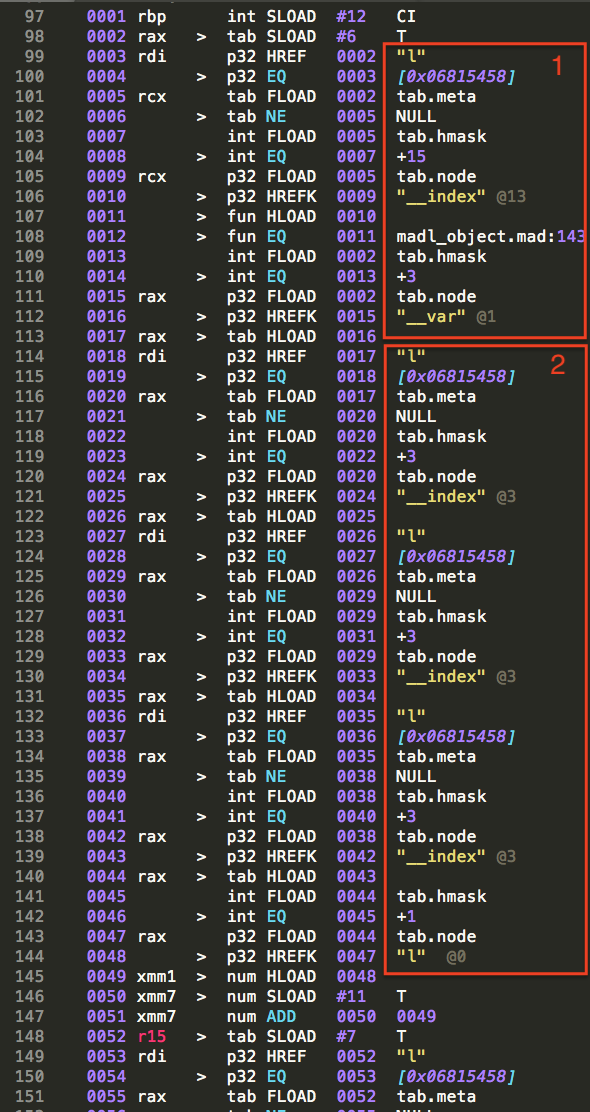 97 0001 rbp int SLOAD #12 CI
98 0002 rax > tab SLOAD #6 T
99 0003 rdi p32 HREF 0002 "l"
100 0004 > p32 EQ 0003 [0x06815458] 1
101 0005 rcx tab FLOAD 0002 tab.meta
102 0006 > tab NE 0005 NULL
103 0007 int FLOAD 0005 tab.hmask
104 0008 > int EQ 0007 +15
105 0009 rcx p32 FLOAD 0005 tab.node
106 0010 > p32 HREFK 0009 "__index" @13
107 0011 > fun HLOAD 0010
108 0012 > fun EQ 0011 madl_object.mad:143
109 0013 int FLOAD 0002 tab.hmask
110 0014 > int EQ 0013 +3
111 0015 rax p32 FLOAD 0002 tab.node
112 0016 > p32 HREFK 0015 "__var" @1
113 0017 rax > tab HLOAD 0016
114 0018 rdi p32 HREF 0017 "l" 2
115 0019 > p32 EQ 0018 [0x06815458]
116 0020 rax tab FLOAD 0017 tab.meta
117 0021 > tab NE 0020 NULL
118 0022 int FLOAD 0020 tab.hmask
119 0023 > int EQ 0022 +3
120 0024 rax p32 FLOAD 0020 tab.node
121 0025 > p32 HREFK 0024 "__index" @3
122 0026 rax > tab HLOAD 0025
123 0027 rdi p32 HREF 0026 "l"
124 0028 > p32 EQ 0027 [0x06815458]
125 0029 rax tab FLOAD 0026 tab.meta
126 0030 > tab NE 0029 NULL
127 0031 int FLOAD 0029 tab.hmask
128 0032 > int EQ 0031 +3
129 0033 rax p32 FLOAD 0029 tab.node
130 0034 > p32 HREFK 0033 "__index" @3
131 0035 rax > tab HLOAD 0034
132 0036 rdi p32 HREF 0035 "l"
133 0037 > p32 EQ 0036 [0x06815458]
134 0038 rax tab FLOAD 0035 tab.meta
135 0039 > tab NE 0038 NULL
136 0040 int FLOAD 0038 tab.hmask
137 0041 > int EQ 0040 +3
138 0042 rax p32 FLOAD 0038 tab.node
139 0043 > p32 HREFK 0042 "__index" @3
140 0044 rax > tab HLOAD 0043
141 0045 int FLOAD 0044 tab.hmask
142 0046 > int EQ 0045 +1
143 0047 rax p32 FLOAD 0044 tab.node
144 0048 > p32 HREFK 0047 "l" @0
145 0049 xmm1 > num HLOAD 0048
146 0050 xmm7 > num SLOAD #11 T
147 0051 xmm7 num ADD 0050 0049
148 0052 r15 > tab SLOAD #7 T
149 0053 rdi p32 HREF 0052 "l"
150 0054 > p32 EQ 0053 [0x06815458]
151 0055 rax tab FLOAD 0052 tab.meta